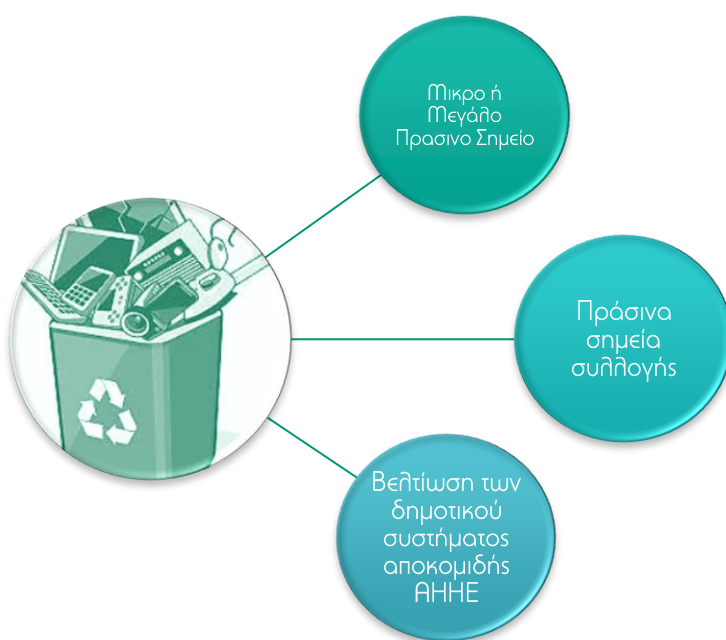 Μικρο ή
Μεγάλο
Πρασινο Σημείο
Πράσινα
σημεία
συλλογής
Βελτίωση των
δημοτικού
συστήματος
αποκομιδής
ΑΗΗΕ